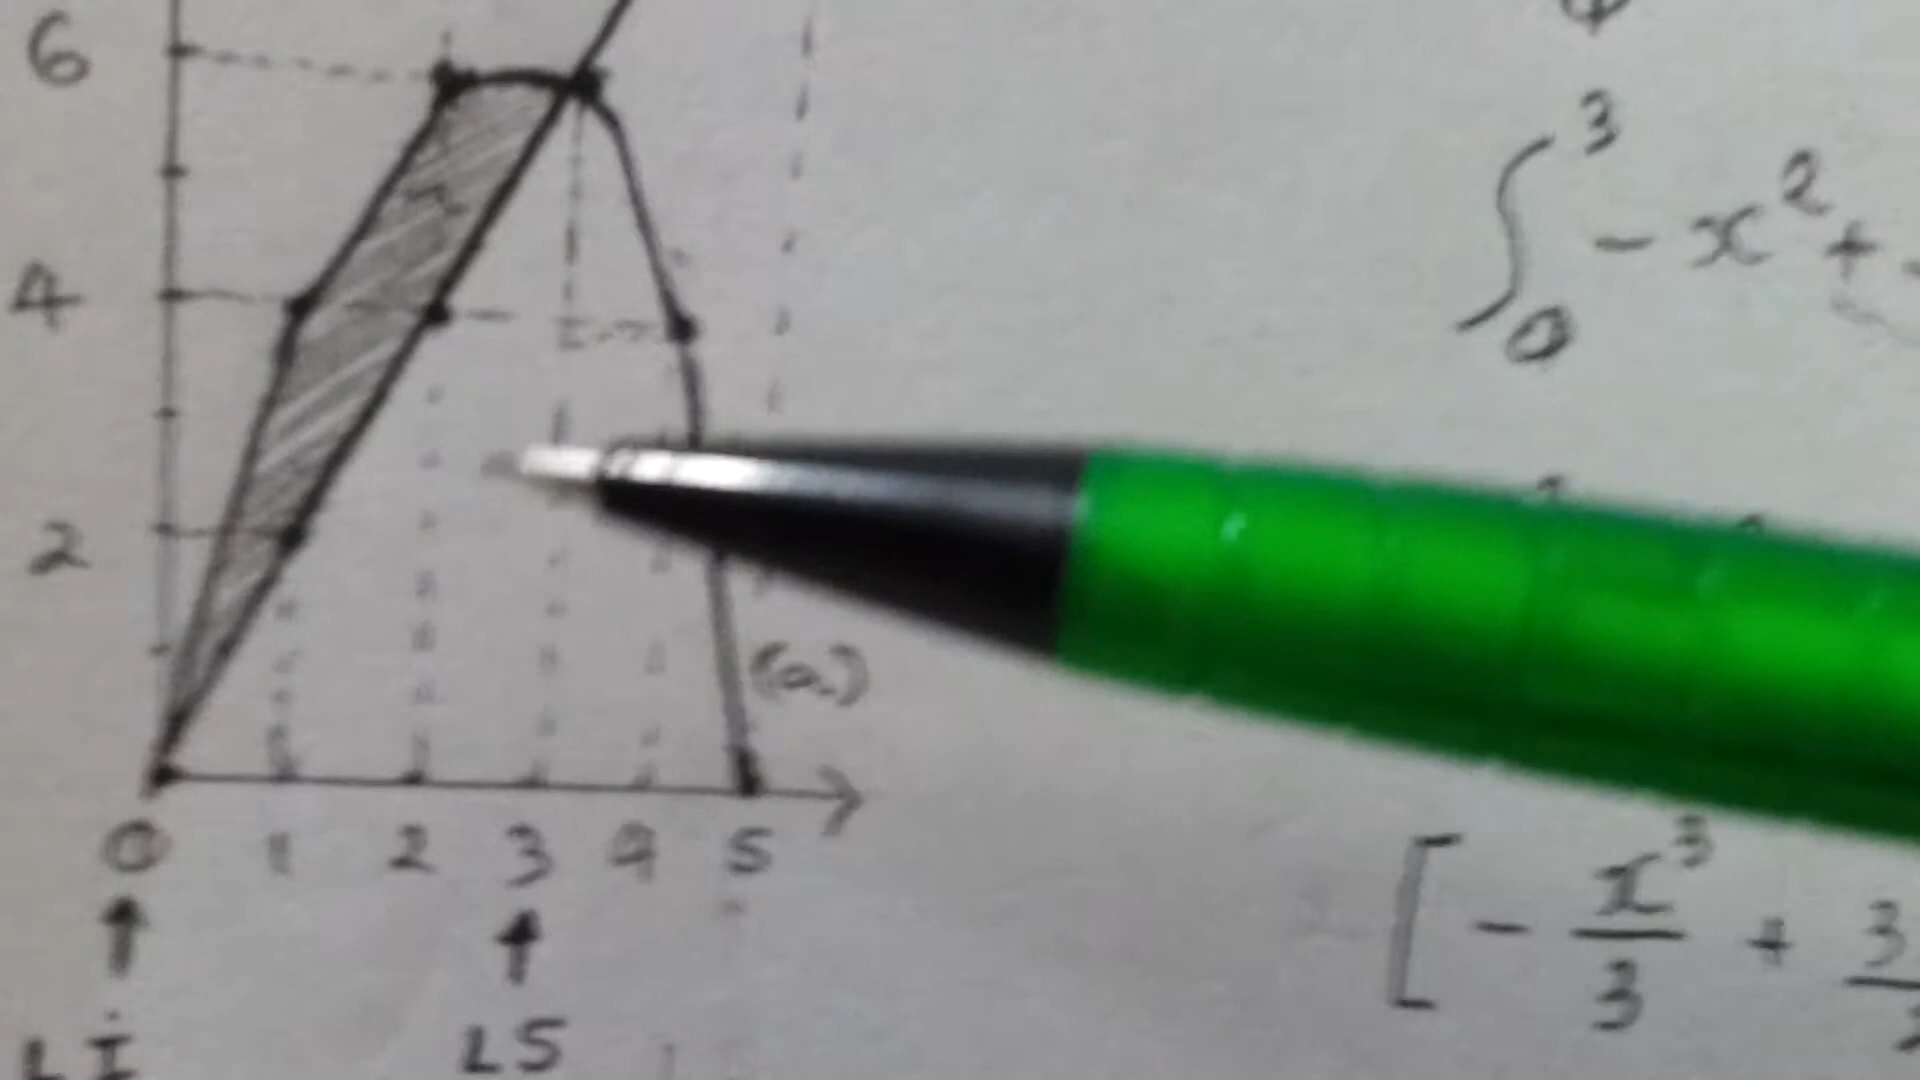 6
4
2
(a.)
0 1 2 3 4 5
LI
LS
∫₀³ -x² +
[ - x³/3 + 3